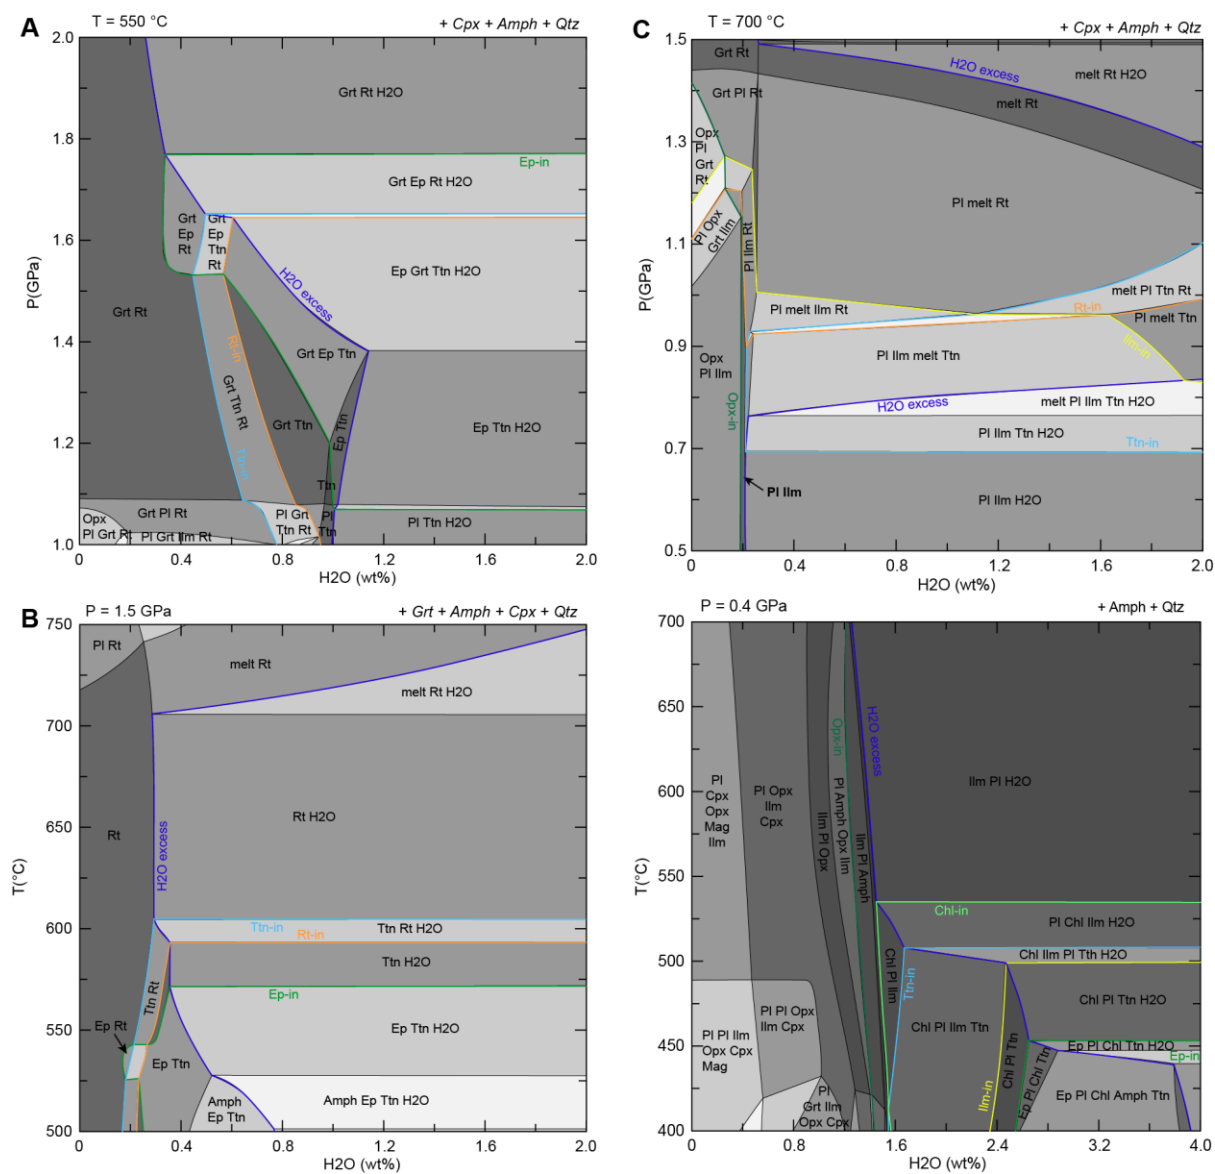 A
T = 550 °C
+ Cpx + Amph + Qtz
2.0
1.8
1.6
1.4
1.2
1.0
P(GPa)
Grt Rt H2O
Ep-in
Grt Ep Rt H2O
Grt
Ep
Rt
Grt
Ep
Ttn
Rt
Ep Grt Ttn H2O
H2O excess
Grt Rt
Rt-in
Grt Ep Ttn
Grt Ttn Rt
Grt Ttn
Ep Ttn
Ep Ttn H2O
Ttn-in
Ttn
Grt Pl Rt
Opx
Pl Grt Rt
Pl Grt Ilm Rt
Pl Grt
Ttn Rt
Pl
Ttn
Pl Ttn H2O
0
0.4
0.8
1.2
1.6
2.0
H2O (wt%)
C
T = 700 °C
+ Cpx + Amph + Qtz
1.5
1.3
1.1
0.9
0.7
0.5
P(GPa)
Grt Rt
H2O excess
melt Rt H2O
melt Rt
Grt Pl Rt
Opx
Pl
Grt
Rt
Pl melt Rt
Pl Opx
Grt Ilm
Pl Ilm Rt
melt Pl Ttn Rt
Pl melt Ilm Rt
Rt-in
Pl melt Ttn
Ilm-in
Opx
Pl Ilm
Pl Ilm melt Ttn
Opx-in
H2O excess
melt Pl Ilm Ttn H2O
Pl Ilm Ttn H2O
Ttn-in
Pl Ilm
Pl Ilm H2O
0
0.4
0.8
1.2
1.6
2.0
H2O (wt%)
B
P = 1.5 GPa
+ Grt + Amph + Cpx + Qtz
750
700
650
600
550
500
T(°C)
Pl Rt
melt Rt
melt Rt H2O
Rt
H2O excess
Rt H2O
Ttn-in
Ttn Rt H2O
Rt-in
Ttn Rt
Ttn H2O
Ep-in
Ep Rt
Ep Ttn
Ep Ttn H2O
Amph
Ep Ttn
Amph Ep Ttn H2O
0
0.4
0.8
1.2
1.6
2.0
H2O (wt%)
P = 0.4 GPa
+ Amph + Qtz
700
650
600
550
500
450
400
T(°C)
Pl
Cpx
Opx
Mag
Ilm
Pl Opx
Ilm
Cpx
Ilm Pl Opx
Opx-in
Pl Amph Opx Ilm
H2O excess
Ilm Pl Amph
Ilm Pl H2O
Chl-in
Pl Chl Ilm H2O
Chl Ilm Pl Tth H2O
Chl Pl Ilm
Ttn-in
Chl Pl Ilm Ttn
Chl Pl Ttn H2O
Pl Pl Opx
Ilm Cpx
Pl Pl Ilm
Opx Cpx
Mag
Pl
Grt Ilm
Opx Cpx
Ilm-in
Chl Pl Ttn
Ep Pl Chl Ttn
Ep Pl Chl Ttn H2O
Ep-in
Ep Pl Chl Amph Ttn
0
0.8
1.6
2.4
3.2
4.0
H2O (wt%)